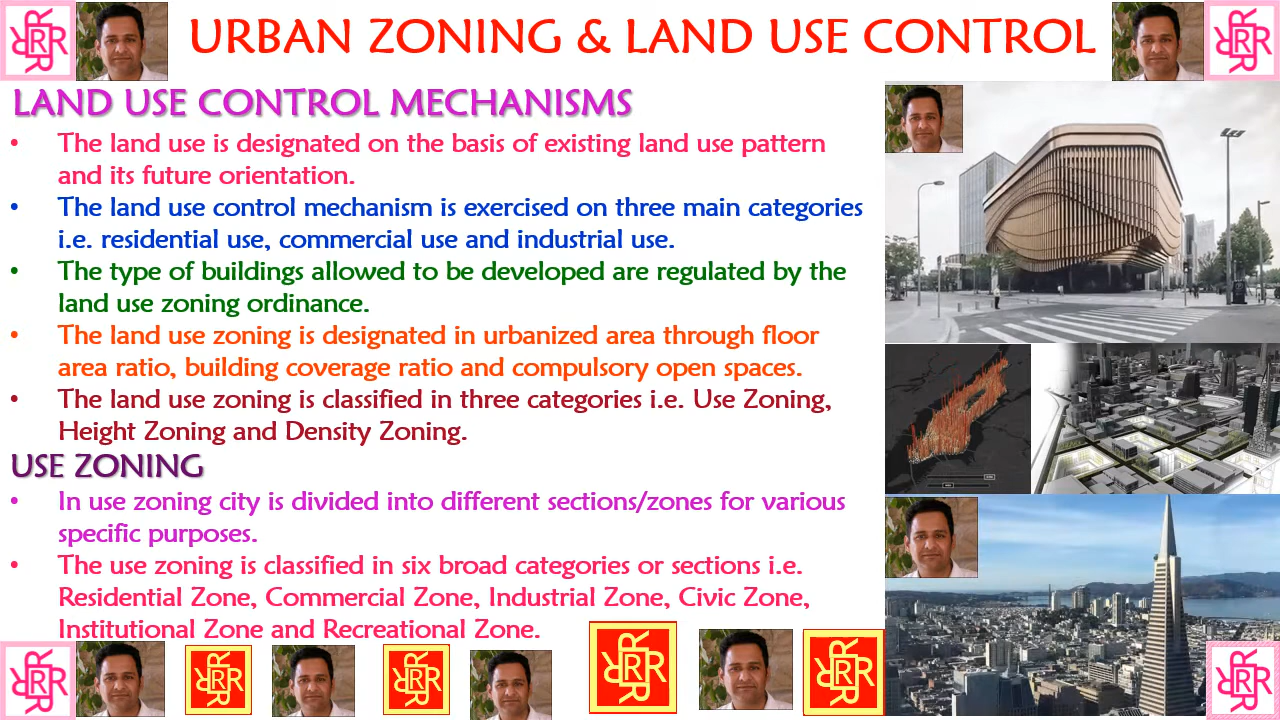 URBAN ZONING & LAND USE CONTROL
LAND USE CONTROL MECHANISMS
• The land use is designated on the basis of existing land use pattern
and its future orientation.
• The land use control mechanism is exercised on three main categories
i.e. residential use, commercial use and industrial use.
• The type of buildings allowed to be developed are regulated by the
land use zoning ordinance.
• The land use zoning is designated in urbanized area through floor
area ratio, building coverage ratio and compulsory open spaces.
• The land use zoning is classified in three categories i.e. Use Zoning,
Height Zoning and Density Zoning.
USE ZONING
• In use zoning city is divided into different sections/zones for various
specific purposes.
• The use zoning is classified in six broad categories or sections i.e.
Residential Zone, Commercial Zone, Industrial Zone, Civic Zone,
Institutional Zone and Recreational Zone.